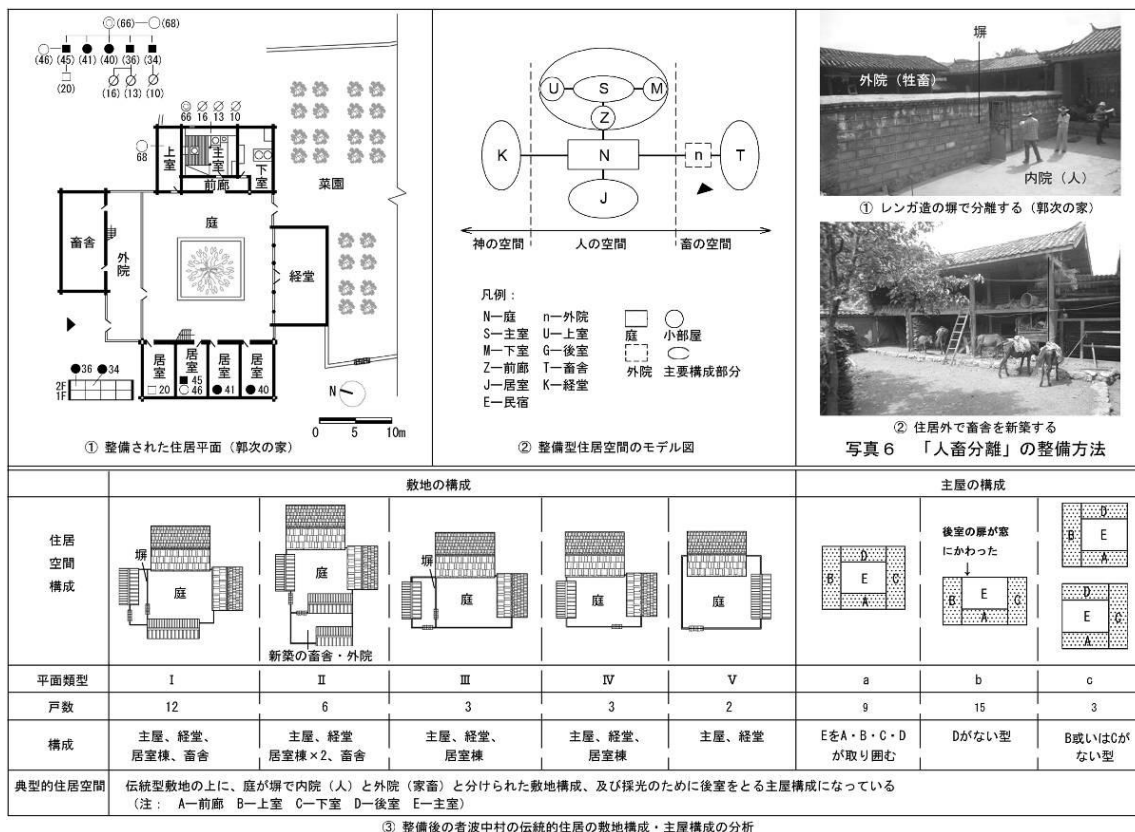 ◎(66)―○(68)
(46) (45) (41) (40) (36) (34)
(20) (16) (13) (10)
66 16 13 10
68
上室
主室
下室
前廊
菜園
庭
畜舎
外院
経堂
居室
居室
居室
居室
36 34
2F
1F
20
45
46
41
40
N
0 5 10m
① 整備された住居平面(郭次の家)
U S M
Z
K N n T
J
神の空間 人の空間 畜の空間
凡例:
N―庭 n―外院
S―主室 U―上室
M―下室 G―後室
Z―前廊 T―畜舎
J―居室 K―経堂
E―民宿
庭 小部屋
外院 主要構成部分
② 整備型住居空間のモデル図
塀
外院(牲畜)
内院(人)
① レンガ造の塀で分離する(郭次の家)
② 住居外で畜舎を新築する
写真6 「人畜分離」の整備方法
敷地の構成 主屋の構成
住居空間構成
塀
庭
庭
新築の畜舎・外院
塀
庭
庭
庭
D
B E C
A
後室の扉が窓
にかわった
E
B C
A
D
B E
A
D
E C
A
平面類型 Ⅰ Ⅱ Ⅲ Ⅳ Ⅴ a b c
戸数 12 6 3 3 2 9 15 3
構成
主屋、経堂、
居室棟、畜舎
主屋、経堂
居室棟×2、畜舎
主屋、経堂、
居室棟
主屋、経堂、
居室棟
主屋、経堂
EをA・B・C・D
が取り囲む
Dがない型
B或いはCが
ない型
典型的住居空間 伝統型敷地の上に、庭が塀で内院(人)と外院(家畜)と分けられた敷地構成、及び採光のために後室をとる主屋構成になっている
(注: A―前廊 B―上室 C―下室 D―後室 E―主室)
③ 整備後の者波中村の伝統的住居の敷地構成・主屋構成の分析